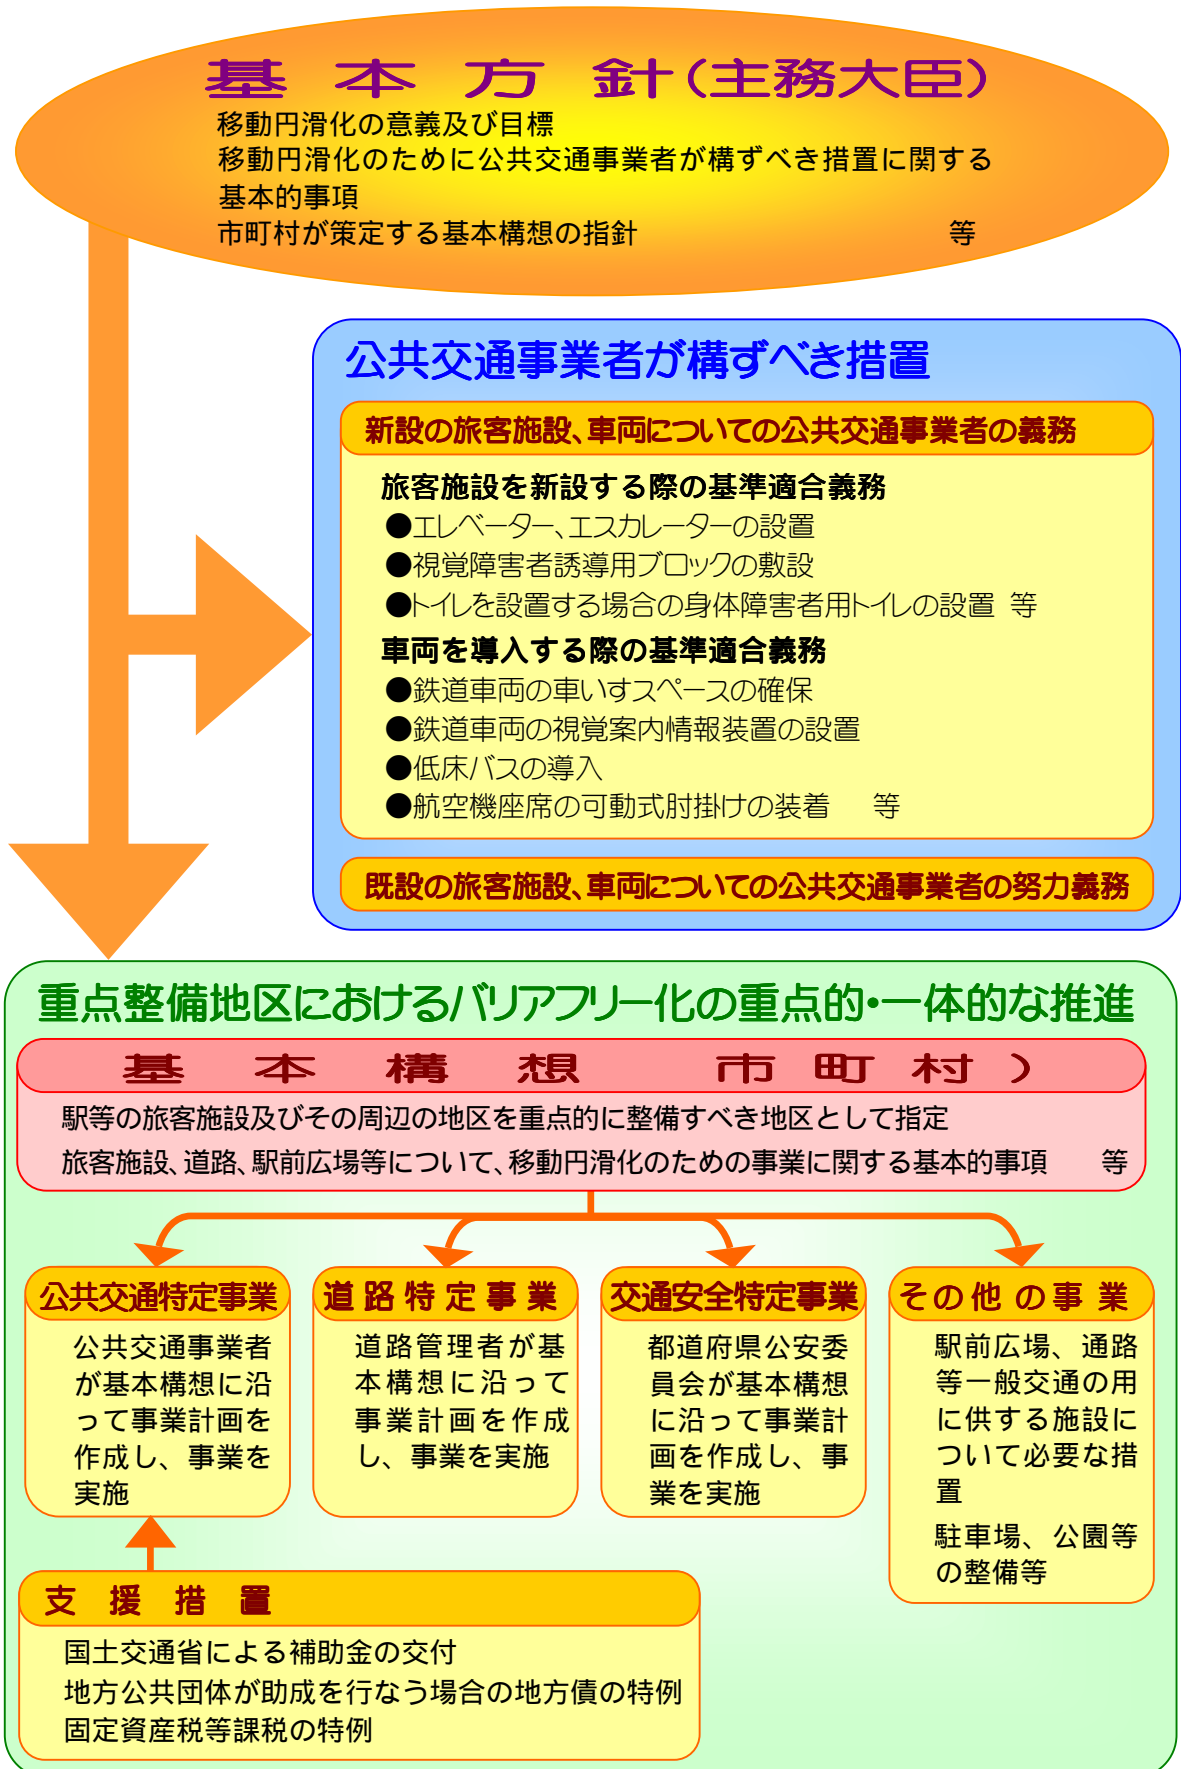 基本方針(主務大臣)
移動円滑化の意義及び目標
移動円滑化のために公共交通事業者が構ずべき措置に関する
基本的事項
市町村が策定する基本構想の指針 等
公共交通事業者が構ずべき措置
新設の旅客施設、車両についての公共交通事業者の義務
旅客施設を新設する際の基準適合義務
●エレベーター、エスカレーターの設置
●視覚障害者誘導用ブロックの敷設
●トイレを設置する場合の身体障害者用トイレの設置 等
車両を導入する際の基準適合義務
●鉄道車両の車いすスペースの確保
●鉄道車両の視覚案内情報装置の設置
●低床バスの導入
●航空機座席の可動式肘掛けの装着 等
既設の旅客施設、車両についての公共交通事業者の努力義務
重点整備地区におけるバリアフリー化の重点的・一体的な推進
基本構想 市町村)
駅等の旅客施設及びその周辺の地区を重点的に整備すべき地区として指定
旅客施設、道路、駅前広場等について、移動円滑化のための事業に関する基本的事項 等
公共交通特定事業
公共交通事業者
が基本構想に沿
って事業計画を
作成し、事業を
実施
道路特定事業
道路管理者が基
本構想に沿って
事業計画を作成
し、事業を実施
交通安全特定事業
都道府県公安委
員会が基本構想
に沿って事業計
画を作成し、事
業を実施
その他の事業
駅前広場、通路
等一般交通の用
に供する施設に
ついて必要な措
置
駐車場、公園等
の整備等
支援措置
国土交通省による補助金の交付
地方公共団体が助成を行なう場合の地方債の特例
固定資産税等課税の特例